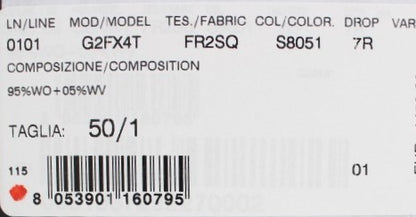 LN/LINE MOD/MODEL TES./FABRIC COL/COLOR. DROP VAR
0101 G2FX4T FR2SQ S8051 7R
COMPOSIZIONE/COMPOSITION
95%WO+05%WV
TAGLIA: 50/1
115
01
8 053901 160795